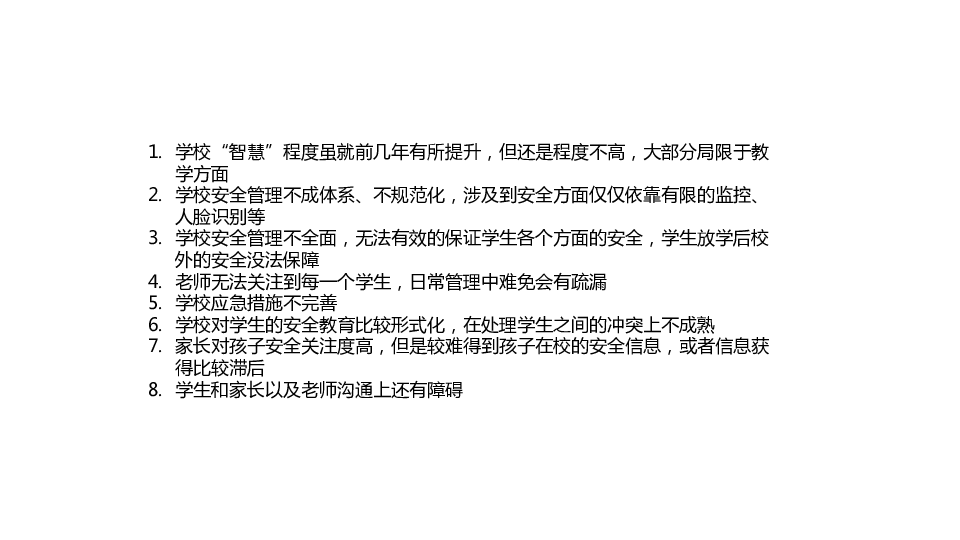 1. 学校“智慧”程度虽就前几年有所提升，但还是程度不高，大部分局限于教
学方面
2. 学校安全管理不成体系、不规范化，涉及到安全方面仅仅依靠有限的监控、
人脸识别等
3. 学校安全管理不全面，无法有效的保证学生各个方面的安全，学生放学后校
外的安全没法保障
4. 老师无法关注到每一个学生，日常管理中难免会有疏漏
5. 学校应急措施不完善
6. 学校对学生的安全教育比较形式化，在处理学生之间的冲突上不成熟
7. 家长对孩子安全关注度高，但是较难得到孩子在校的安全信息，或者信息获
得比较滞后
8. 学生和家长以及老师沟通上还有障碍